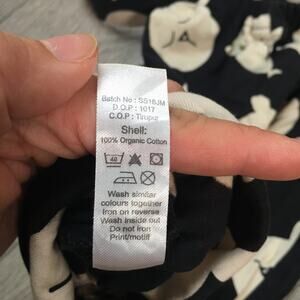 Batch No : SS18JM
D.O.P : 1017
C.O.P : Tirupur
Shell:
100% Organic Cotton
40
Wash similar
colours together
Iron on reverse
Wash inside out
Do not iron
Print/motif